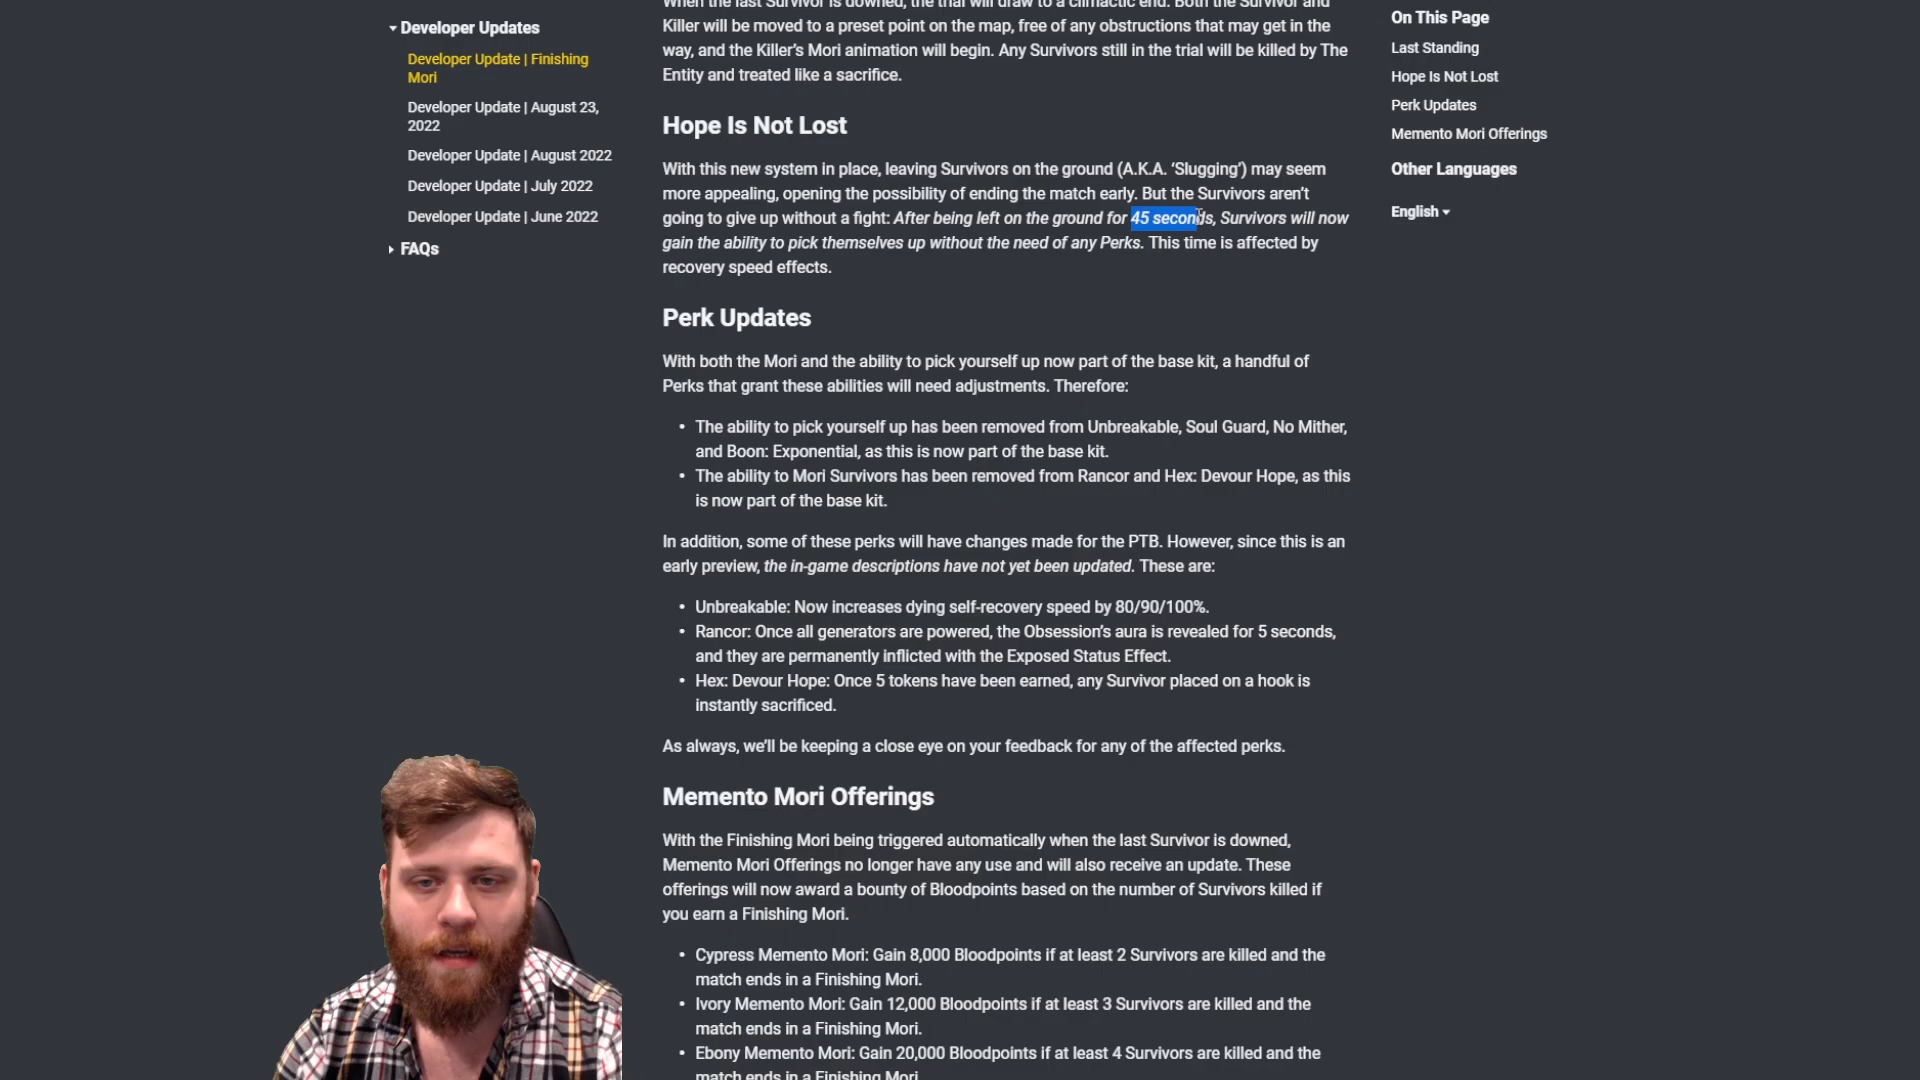 Developer Updates
Developer Update | Finishing
Mori
Developer Update | August 23,
2022
Developer Update | August 2022
Developer Update | July 2022
Developer Update | June 2022
FAQs
When the last Survivor is downed, the trial will draw to a climactic end. Both the Survivor and
Killer will be moved to a preset point on the map, free of any obstructions that may get in the
way, and the Killer’s Mori animation will begin. Any Survivors still in the trial will be killed by The
Entity and treated like a sacrifice.
Hope Is Not Lost
With this new system in place, leaving Survivors on the ground (A.K.A. ‘Slugging’) may seem
more appealing, opening the possibility of ending the match early. But the Survivors aren’t
going to give up without a fight: After being left on the ground for 45 seconds, Survivors will now
gain the ability to pick themselves up without the need of any Perks. This time is affected by
recovery speed effects.
Perk Updates
With both the Mori and the ability to pick yourself up now part of the base kit, a handful of
Perks that grant these abilities will need adjustments. Therefore:
• The ability to pick yourself up has been removed from Unbreakable, Soul Guard, No Mither,
and Boon: Exponential, as this is now part of the base kit.
• The ability to Mori Survivors has been removed from Rancor and Hex: Devour Hope, as this
is now part of the base kit.
In addition, some of these perks will have changes made for the PTB. However, since this is an
early preview, the in-game descriptions have not yet been updated. These are:
• Unbreakable: Now increases dying self-recovery speed by 80/90/100%.
• Rancor: Once all generators are powered, the Obsession’s aura is revealed for 5 seconds,
and they are permanently inflicted with the Exposed Status Effect.
• Hex: Devour Hope: Once 5 tokens have been earned, any Survivor placed on a hook is
instantly sacrificed.
As always, we’ll be keeping a close eye on your feedback for any of the affected perks.
Memento Mori Offerings
With the Finishing Mori being triggered automatically when the last Survivor is downed,
Memento Mori Offerings no longer have any use and will also receive an update. These
offerings will now award a bounty of Bloodpoints based on the number of Survivors killed if
you earn a Finishing Mori.
• Cypress Memento Mori: Gain 8,000 Bloodpoints if at least 2 Survivors are killed and the
match ends in a Finishing Mori.
• Ivory Memento Mori: Gain 12,000 Bloodpoints if at least 3 Survivors are killed and the
match ends in a Finishing Mori.
• Ebony Memento Mori: Gain 20,000 Bloodpoints if at least 4 Survivors are killed and the
match ends in a Finishing Mori.
On This Page
Last Standing
Hope Is Not Lost
Perk Updates
Memento Mori Offerings
Other Languages
English